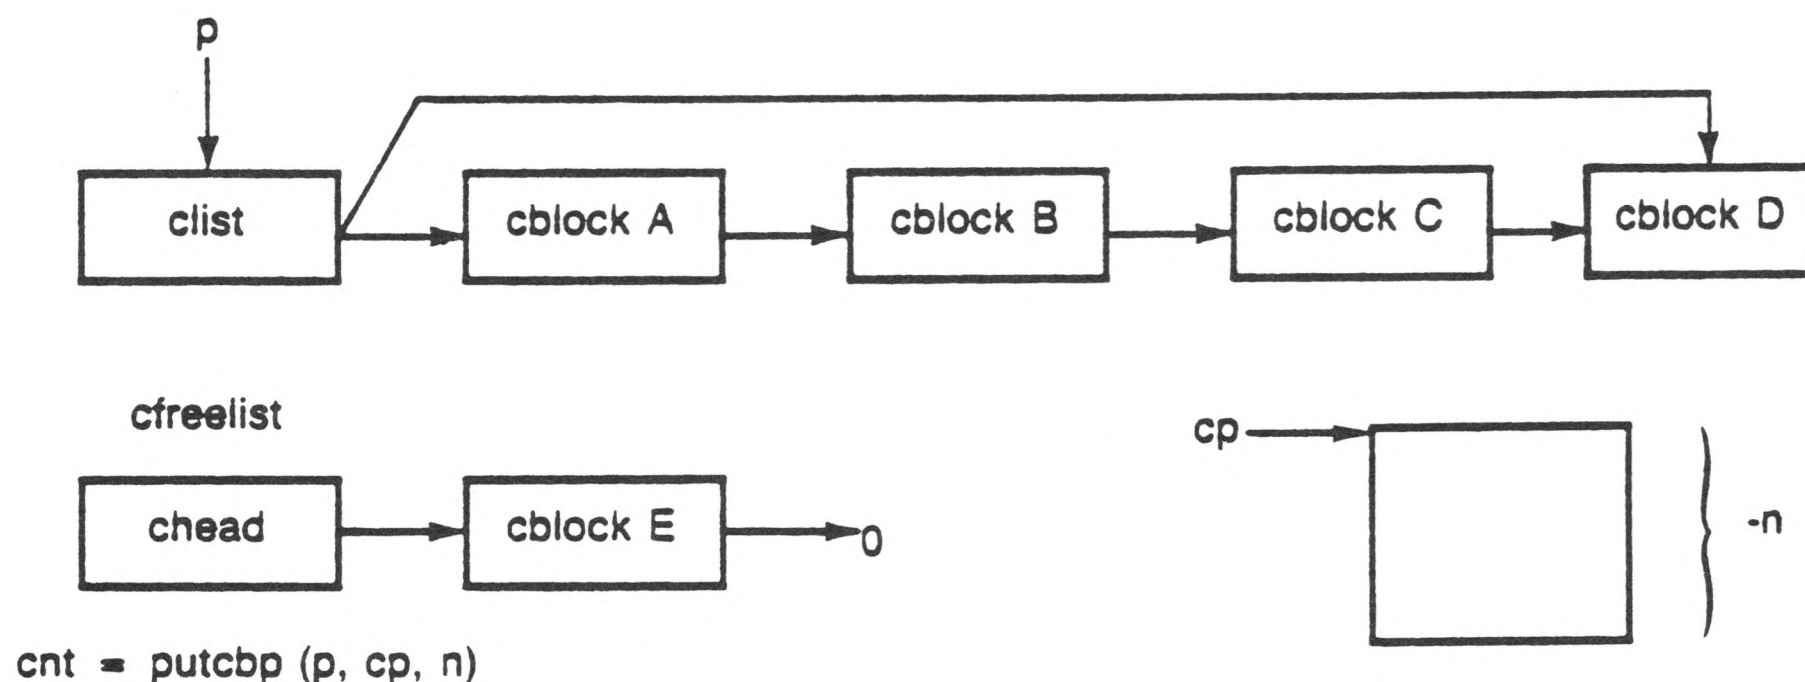 p
clist
cblock A
cblock B
cblock C
cblock D
cfreelist
cp
chead
cblock E
0
-n
cnt = putcbp (p, cp, n)